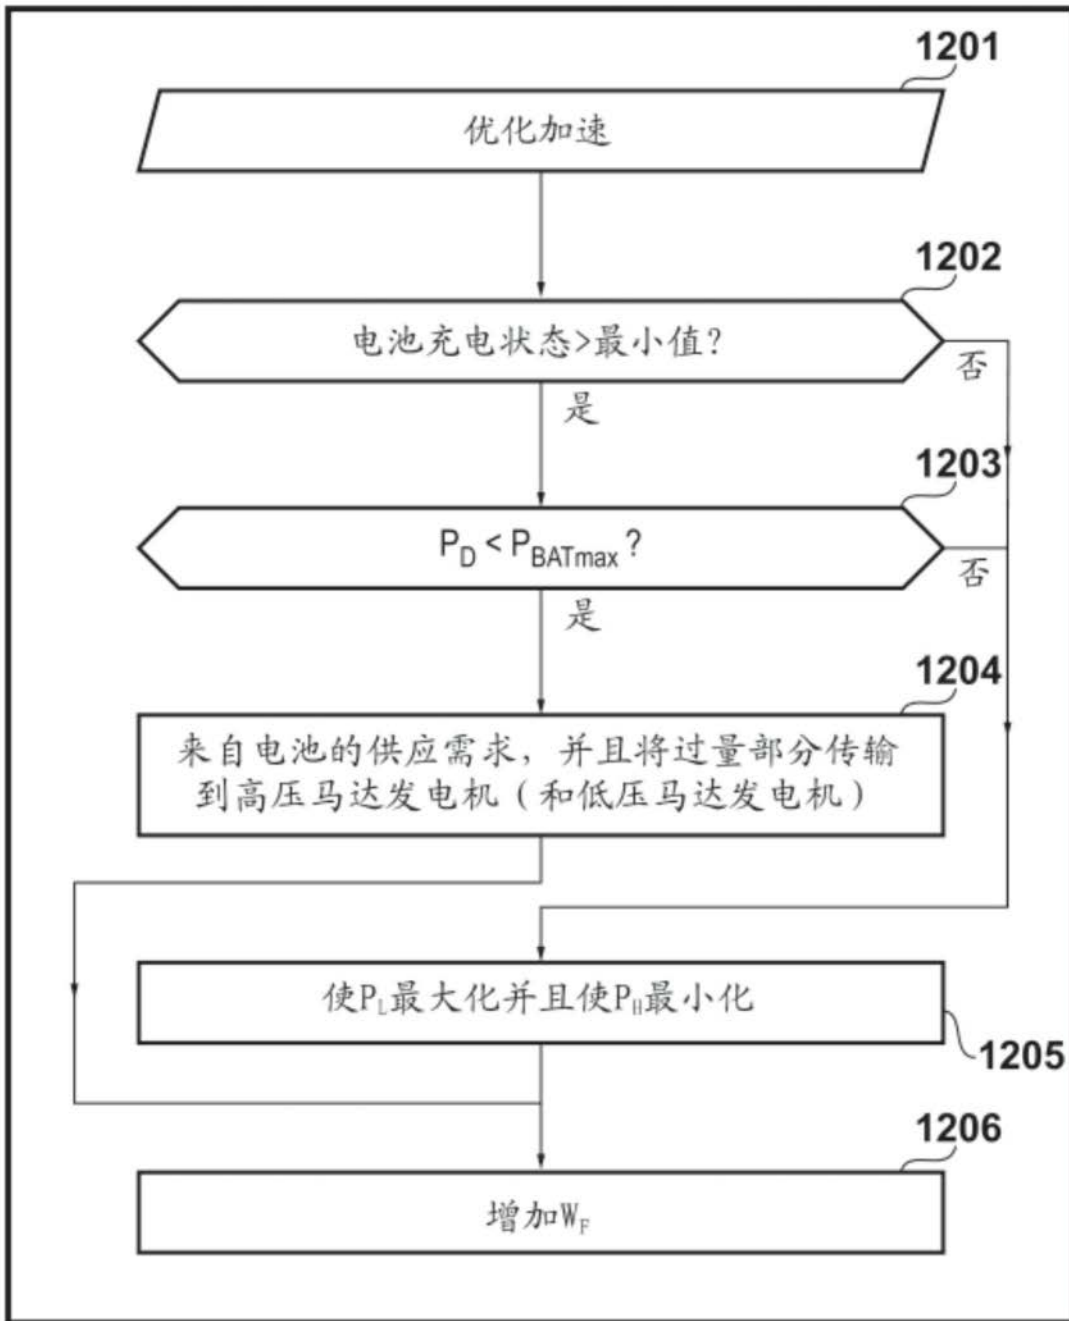 1201
优化加速
1202
电池充电状态>最小值?
否
是
1203
P_D < P_BATmax ?
否
是
1204
来自电池的供应需求，并且将过量部分传输
到高压马达发电机（和低压马达发电机）
使P_L最大化并且使P_H最小化
1205
1206
增加W_F